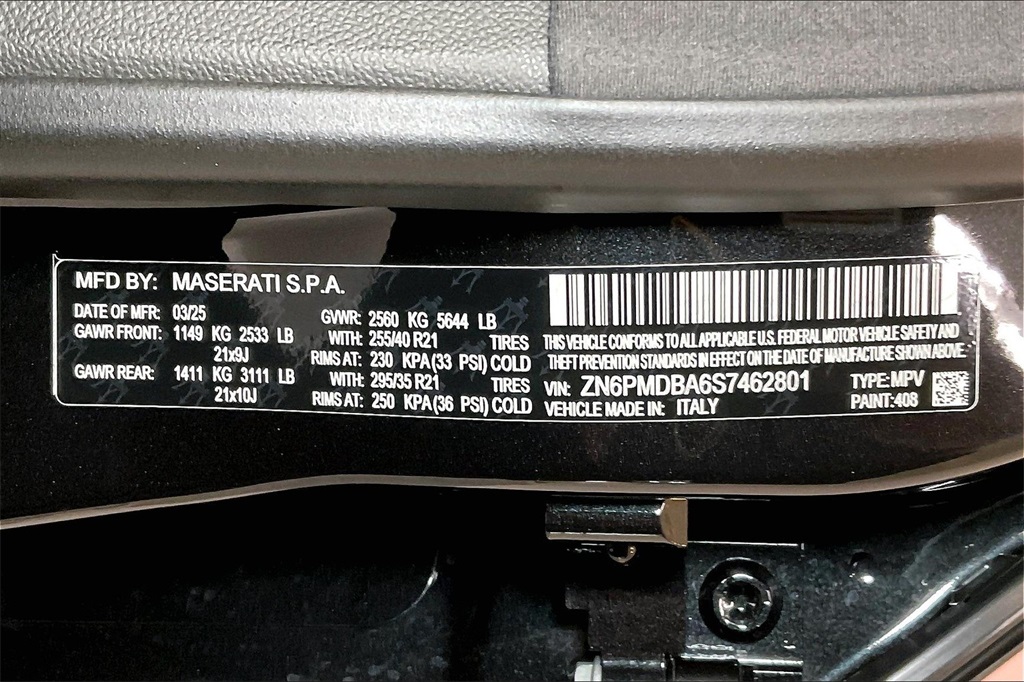 MFD BY: MASERATI S.P.A.
DATE OF MFR: 03/25 GVWR: 2560 KG 5644 LB
GAWR FRONT: 1149 KG 2533 LB WITH: 255/40 R21 TIRES
21x9J RIMS AT: 230 KPA(33 PSI) COLD
GAWR REAR: 1411 KG 3111 LB WITH: 295/35 R21 TIRES
21x10J RIMS AT: 250 KPA(36 PSI) COLD
THIS VEHICLE CONFORMS TO ALL APPLICABLE U.S. FEDERAL MOTOR VEHICLE SAFETY AND
THEFT PREVENTION STANDARDS IN EFFECT ON THE DATE OF MANUFACTURE SHOWN ABOVE.
VIN: ZN6PMDBA6S7462801 TYPE: MPV
VEHICLE MADE IN: ITALY PAINT: 408